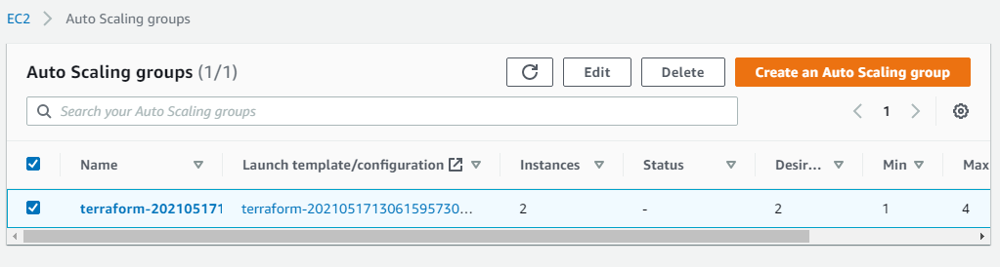 EC2 > Auto Scaling groups
Auto Scaling groups (1/1) Edit Delete Create an Auto Scaling group
Search your Auto Scaling groups 1
Name Launch template/configuration Instances Status Desir... Min Max
terraform-202105171 terraform-2021051713061595730... 2 - 2 1 4